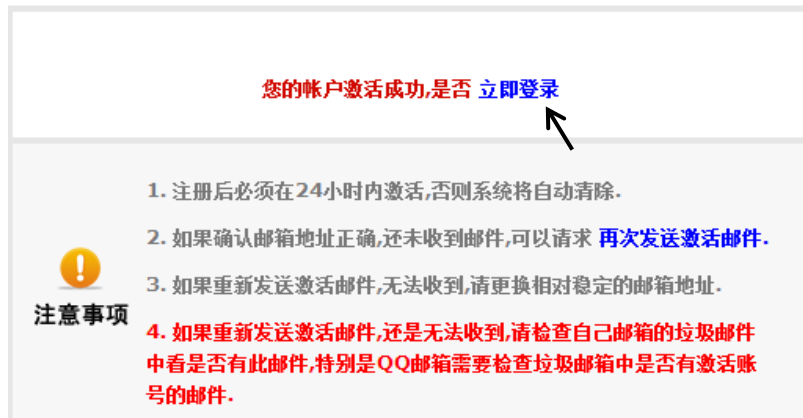 您的帐户激活成功,是否 立即登录
1. 注册后必须在24小时内激活,否则系统将自动清除.
2. 如果确认邮箱地址正确,还未收到邮件,可以请求 再次发送激活邮件.
3. 如果重新发送激活邮件,无法收到,请更换相对稳定的邮箱地址.
注意事项
4. 如果重新发送激活邮件,还是无法收到,请检查自己邮箱的垃圾邮件
中看是否有此邮件,特别是QQ邮箱需要检查垃圾邮箱中是否有激活账
号的邮件.